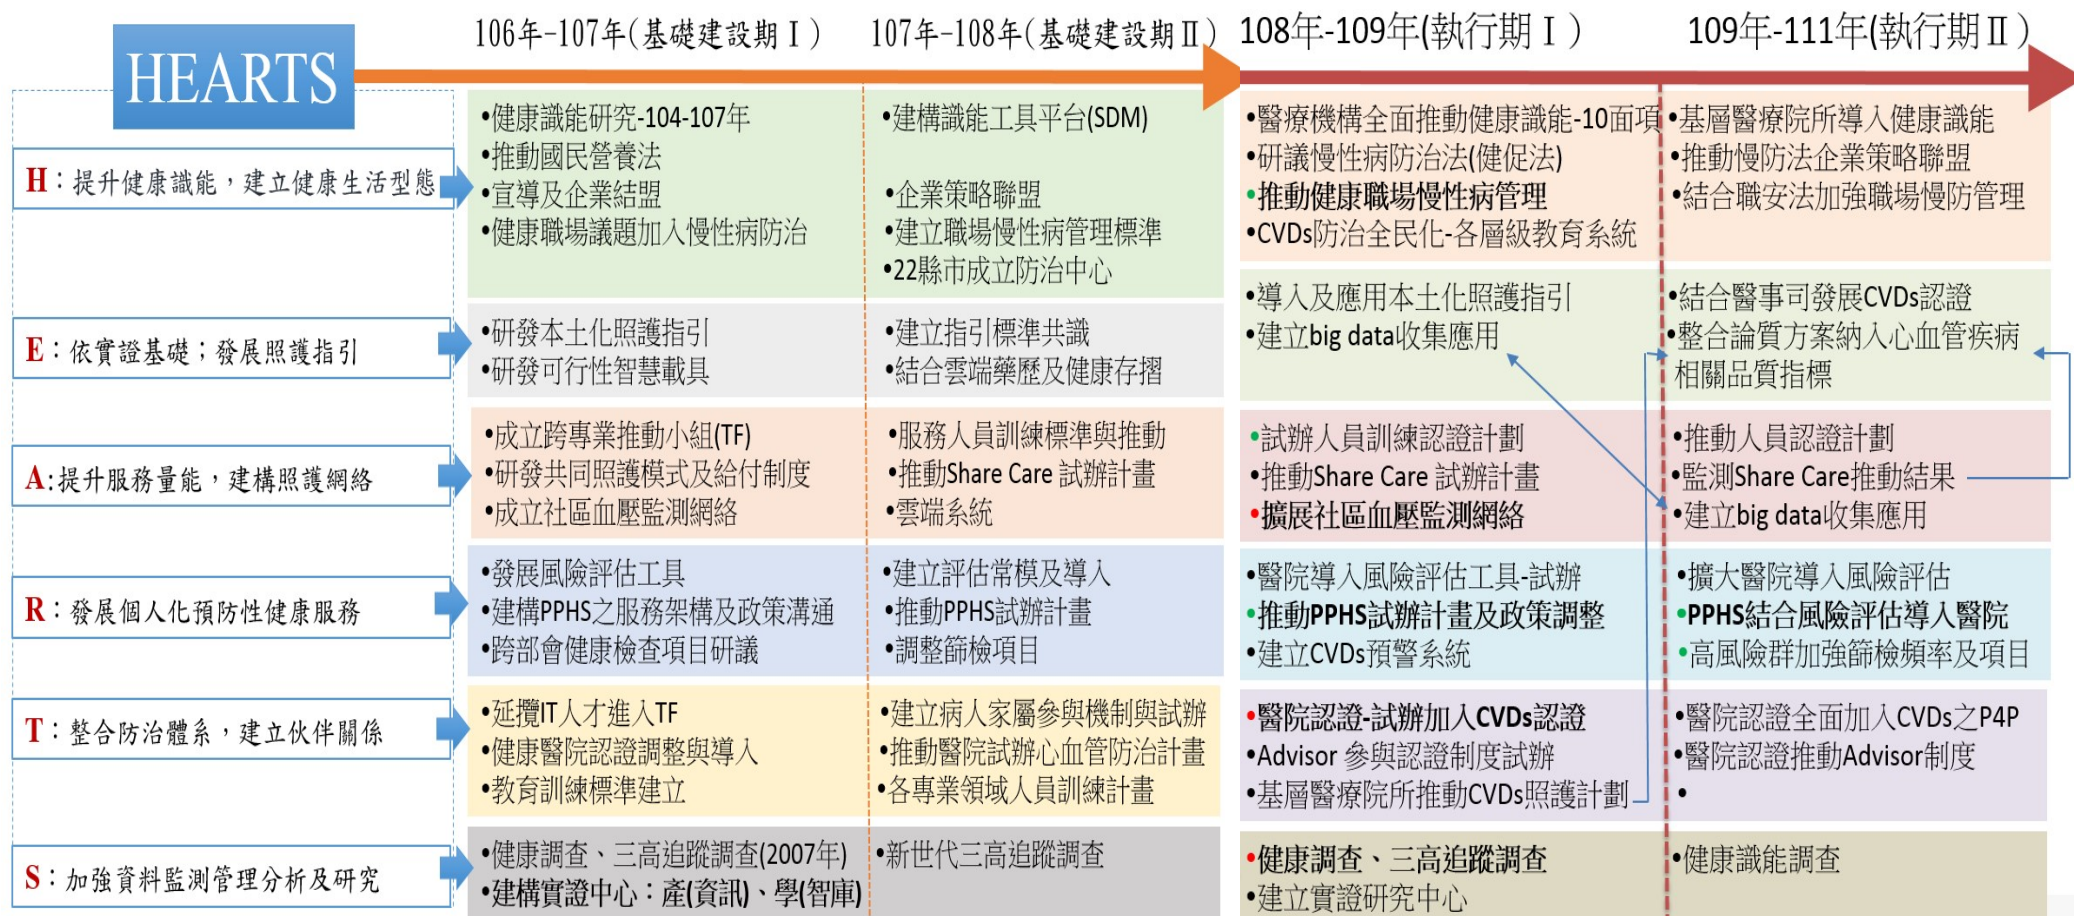 HEARTS
106年-107年(基礎建設期Ⅰ)
107年-108年(基礎建設期Ⅱ)
108年-109年(執行期Ⅰ)
109年-111年(執行期Ⅱ)
H：提升健康識能，建立健康生活型態
•健康識能研究-104-107年
•推動國民營養法
•宣導及企業結盟
•健康職場議題加入慢性病防治
•建構識能工具平台(SDM)
•企業策略聯盟
•建立職場慢性病管理標準
•22縣市成立防治中心
•醫療機構全面推動健康識能-10面項
•研議慢性病防治法(健促法)
•推動健康職場慢性病管理
•CVDs防治全民化-各層級教育系統
•基層醫療院所導入健康識能
•推動慢防法企業策略聯盟
•結合職安法加強職場慢防管理
E：依實證基礎；發展照護指引
•研發本土化照護指引
•研發可行性智慧載具
•建立指引標準共識
•結合雲端藥歷及健康存摺
•導入及應用本土化照護指引
•建立big data收集應用
•結合醫事司發展CVDs認證
•整合論質方案納入心血管疾病
相關品質指標
A:提升服務量能，建構照護網絡
•成立跨專業推動小組(TF)
•研發共同照護模式及給付制度
•成立社區血壓監測網絡
•服務人員訓練標準與推動
•推動Share Care 試辦計畫
•雲端系統
•試辦人員訓練認證計劃
•推動Share Care 試辦計畫
•擴展社區血壓監測網絡
•推動人員認證計劃
•監測Share Care推動結果
•建立big data收集應用
R：發展個人化預防性健康服務
•發展風險評估工具
•建構PPHS之服務架構及政策溝通
•跨部會健康檢查項目研議
•建立評估常模及導入
•推動PPHS試辦計畫
•調整篩檢項目
•醫院導入風險評估工具-試辦
•推動PPHS試辦計畫及政策調整
•建立CVDs預警系統
•擴大醫院導入風險評估
•PPHS結合風險評估導入醫院
•高風險群加強篩檢頻率及項目
T：整合防治體系，建立伙伴關係
•延攬IT人才進入TF
•健康醫院認證調整與導入
•教育訓練標準建立
•建立病人家屬參與機制與試辦
•推動醫院試辦心血管防治計畫
•各專業領域人員訓練計畫
•醫院認證-試辦加入CVDs認證
•Advisor 參與認證制度試辦
•基層醫療院所推動CVDs照護計劃
•醫院認證全面加入CVDs之P4P
•醫院認證推動Advisor制度
•
S：加強資料監測管理分析及研究
•健康調查、三高追蹤調查(2007年)
•建構實證中心：產(資訊)、學(智庫)
•新世代三高追蹤調查
•健康調查、三高追蹤調查
•建立實證研究中心
•健康識能調查